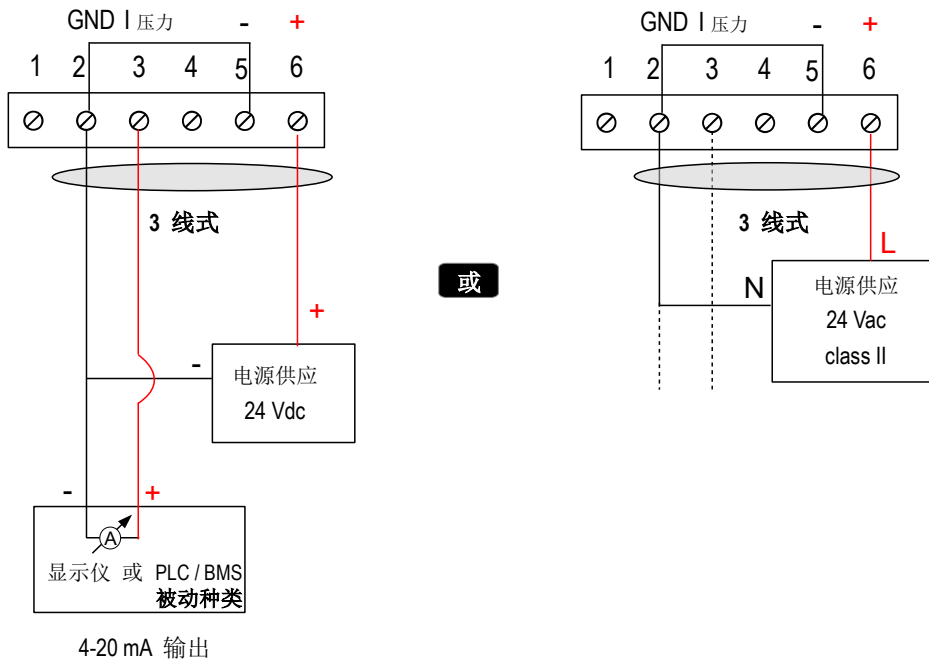 GND I 压力 - +
1 2 3 4 5 6
3 线式
+
-
电源供应
24 Vdc
- +
A
显示仪 或 PLC / BMS
被动种类
4-20 mA 输出
或
GND I 压力 - +
1 2 3 4 5 6
3 线式
L
N
电源供应
24 Vac
class II